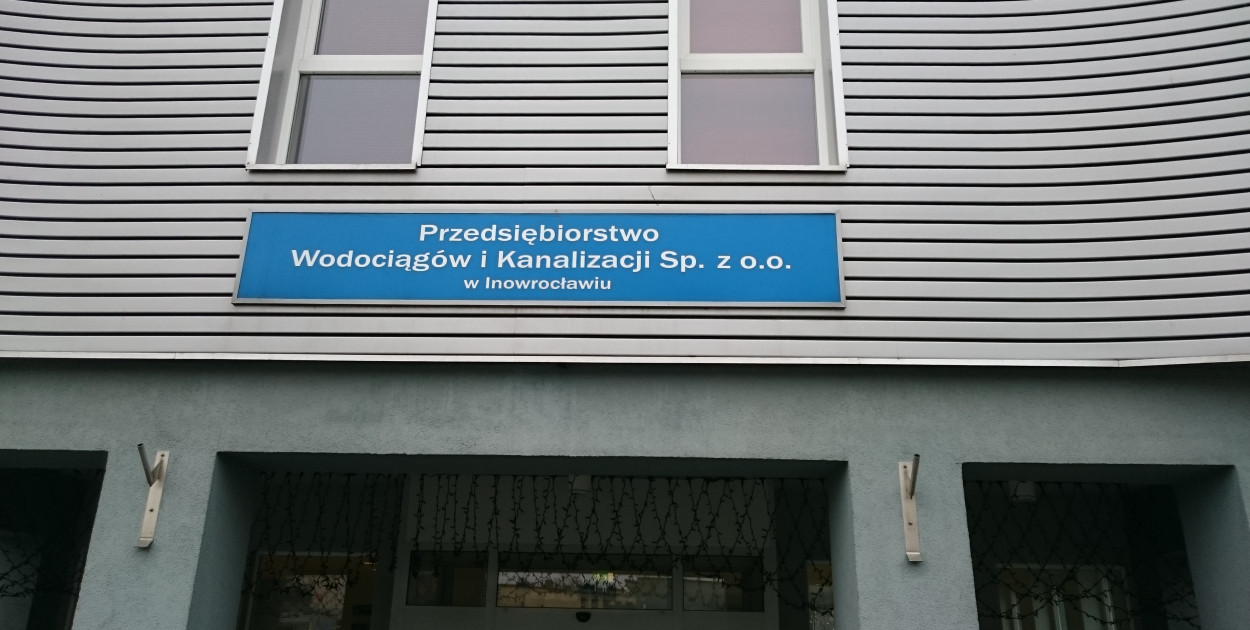 Przedsiębiorstwo
Wodociągów i Kanalizacji Sp. z o.o.
w Inowrocławiu